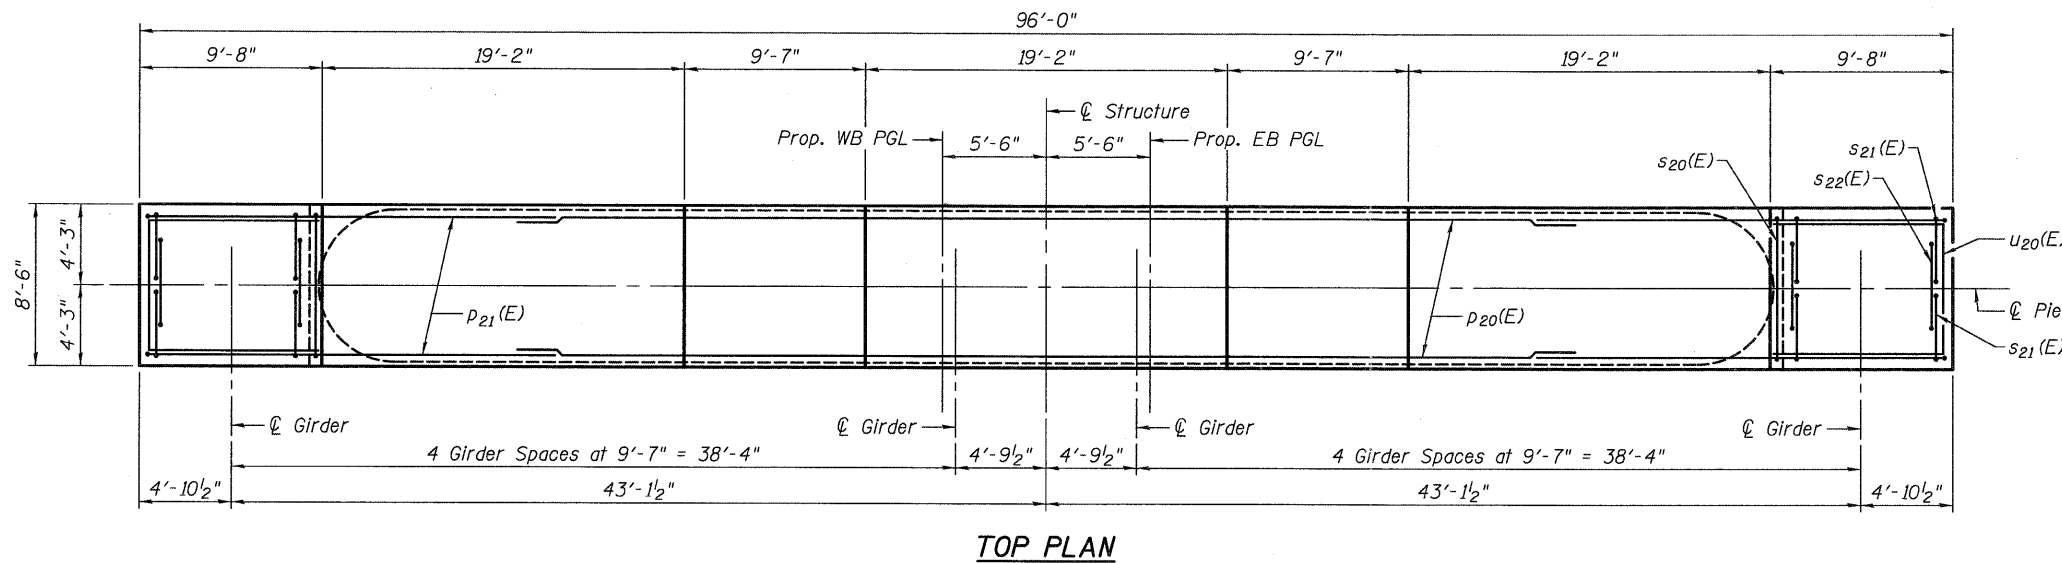 96'-0"
9'-8" 19'-2" 9'-7" 19'-2" 9'-7" 19'-2" 9'-8"
℄ Structure
Prop. WB PGL 5'-6" 5'-6" Prop. EB PGL
s21(E)
s20(E)
s22(E)
8'-6"
4'-3"
4'-3"
u20(E)
p21(E)
p20(E)
℄ Pie
s21(E)
℄ Girder ℄ Girder ℄ Girder ℄ Girder
4 Girder Spaces at 9'-7" = 38'-4" 4'-9½" 4'-9½" 4 Girder Spaces at 9'-7" = 38'-4"
4'-10½" 43'-1½" 43'-1½" 4'-10½"
TOP PLAN